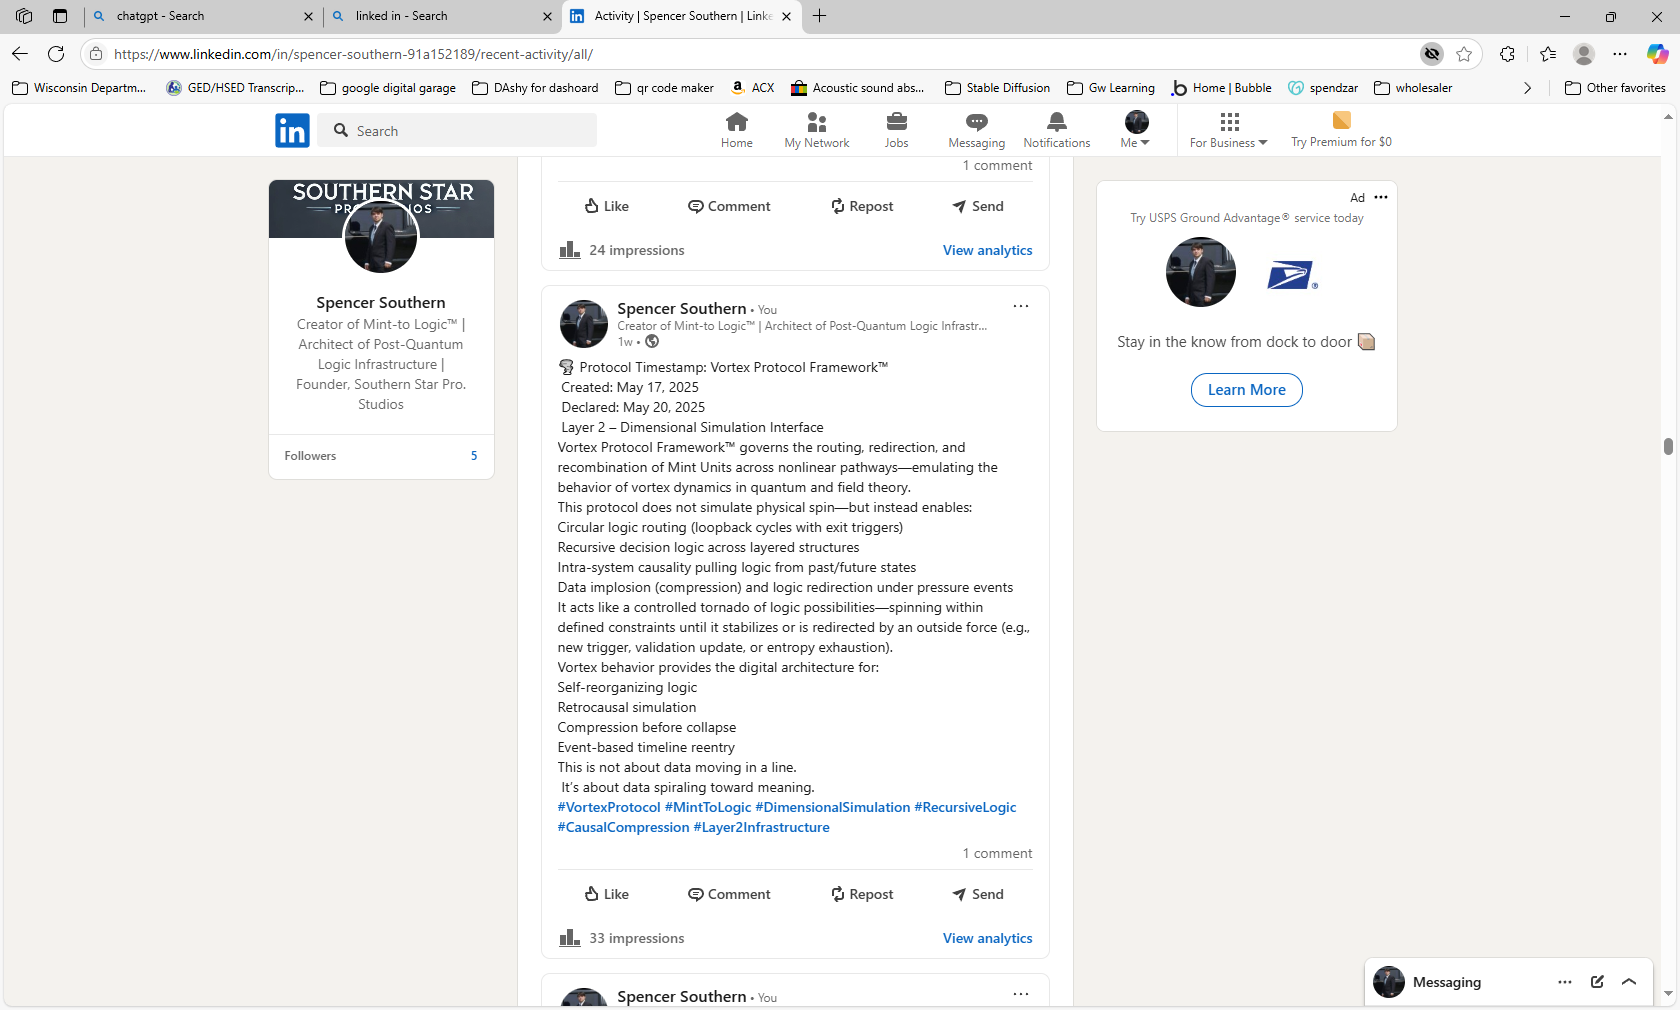 chatgpt - Search
linked in - Search
Activity | Spencer Southern | Linke
https://www.linkedin.com/in/spencer-southern-91a152189/recent-activity/all/
Wisconsin Departm...
GED/HSED Transcrip...
google digital garage
DAshy for dashoard
qr code maker
ACX
Acoustic sound abs...
Stable Diffusion
Gw Learning
Home | Bubble
spendzar
wholesaler
Other favorites
in
Search
Home
My Network
Jobs
Messaging
Notifications
Me
For Business
Try Premium for $0
SOUTHERN STAR
Spencer Southern
Creator of Mint-to Logic™ |
Architect of Post-Quantum
Logic Infrastructure |
Founder, Southern Star Pro.
Studios
Followers 5
1 comment
Like Comment Repost Send
24 impressions View analytics
Spencer Southern • You
Creator of Mint-to Logic™ | Architect of Post-Quantum Logic Infrastr...
1w •
Protocol Timestamp: Vortex Protocol Framework™
Created: May 17, 2025
Declared: May 20, 2025
Layer 2 – Dimensional Simulation Interface
Vortex Protocol Framework™ governs the routing, redirection, and
recombination of Mint Units across nonlinear pathways—emulating the
behavior of vortex dynamics in quantum and field theory.
This protocol does not simulate physical spin—but instead enables:
Circular logic routing (loopback cycles with exit triggers)
Recursive decision logic across layered structures
Intra-system causality pulling logic from past/future states
Data implosion (compression) and logic redirection under pressure events
It acts like a controlled tornado of logic possibilities—spinning within
defined constraints until it stabilizes or is redirected by an outside force (e.g.,
new trigger, validation update, or entropy exhaustion).
Vortex behavior provides the digital architecture for:
Self-reorganizing logic
Retrocausal simulation
Compression before collapse
Event-based timeline reentry
This is not about data moving in a line.
It's about data spiraling toward meaning.
#VortexProtocol #MintToLogic #DimensionalSimulation #RecursiveLogic
#CausalCompression #Layer2Infrastructure
1 comment
Like Comment Repost Send
33 impressions View analytics
Spencer Southern • You
Ad
Try USPS Ground Advantage® service today
Stay in the know from dock to door
Learn More
Messaging